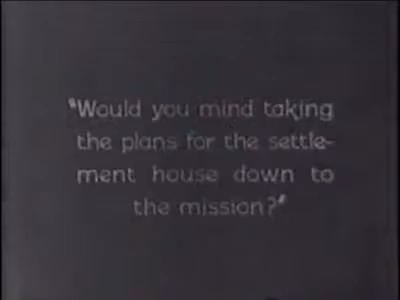 "Would you mind taking
the plans for the settle-
ment house down to
the mission?"